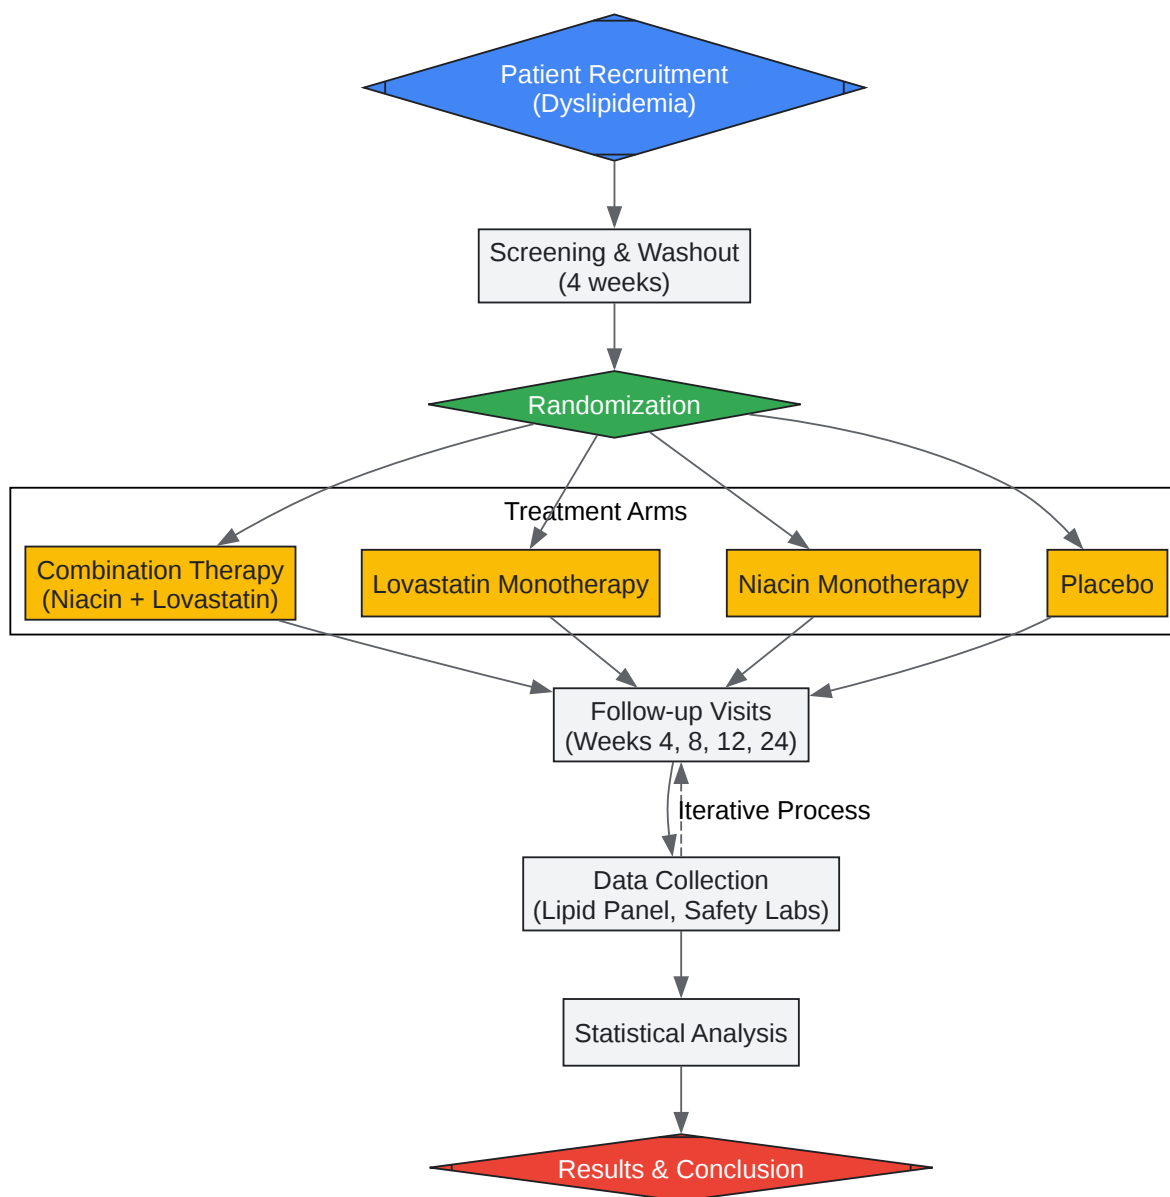 Patient Recruitment
(Dyslipidemia)
Screening & Washout
(4 weeks)
Randomization
Treatment Arms
Combination Therapy
(Niacin + Lovastatin)
Lovastatin Monotherapy
Niacin Monotherapy
Placebo
Follow-up Visits
(Weeks 4, 8, 12, 24)
Iterative Process
Data Collection
(Lipid Panel, Safety Labs)
Statistical Analysis
Results & Conclusion